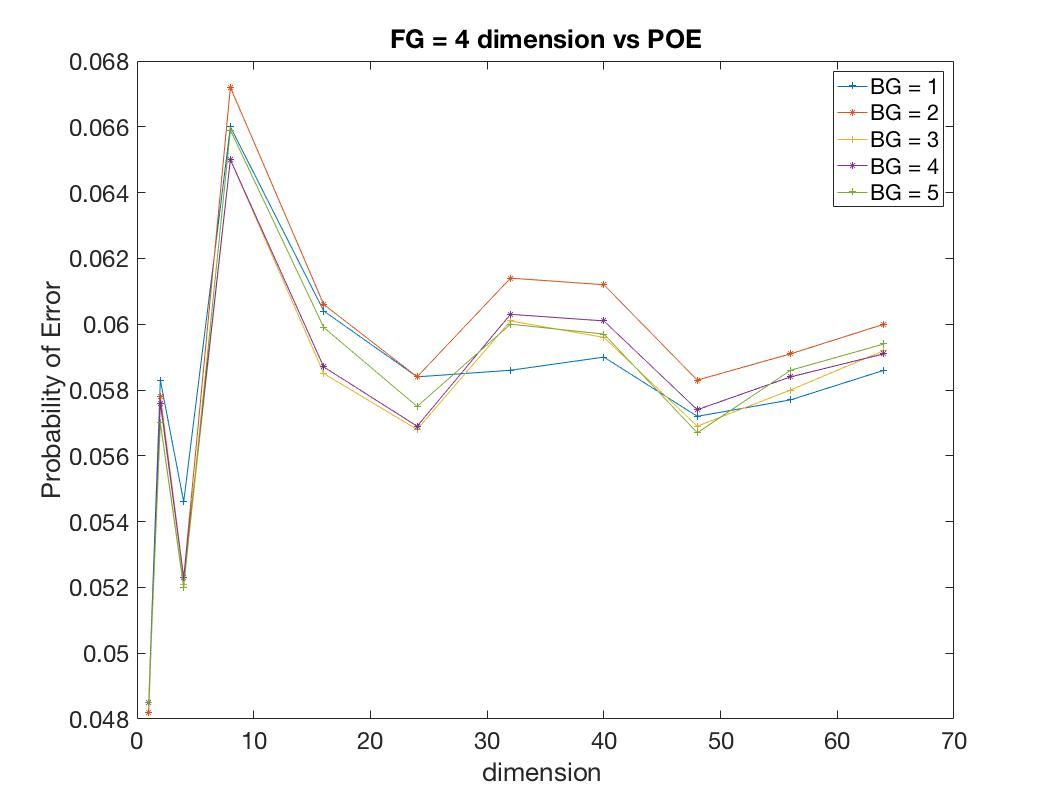 FG = 4 dimension vs POE
0.068
0.066
0.064
0.062
0.06
0.058
0.056
0.054
0.052
0.05
0.048
Probability of Error
0 10 20 30 40 50 60 70
dimension
BG = 1
BG = 2
BG = 3
BG = 4
BG = 5